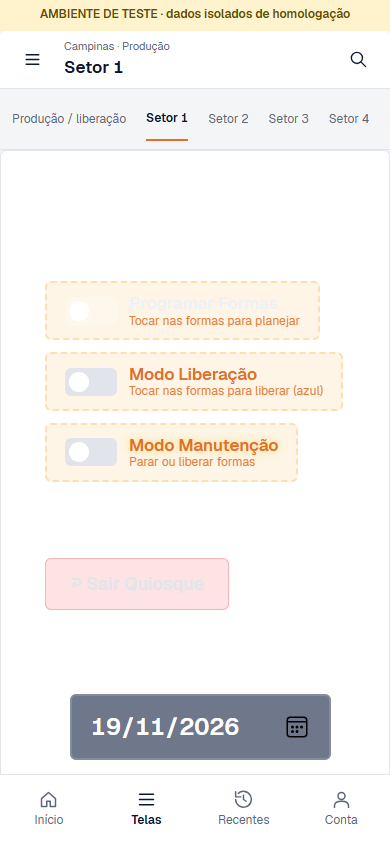 AMBIENTE DE TESTE · dados isolados de homologação
Campinas · Produção
Setor 1
Produção / liberação Setor 1 Setor 2 Setor 3 Setor 4
Programar Formas
Tocar nas formas para planejar
Modo Liberação
Tocar nas formas para liberar (azul)
Modo Manutenção
Parar ou liberar formas
Sair Quiosque
19/11/2026
Início Telas Recentes Conta